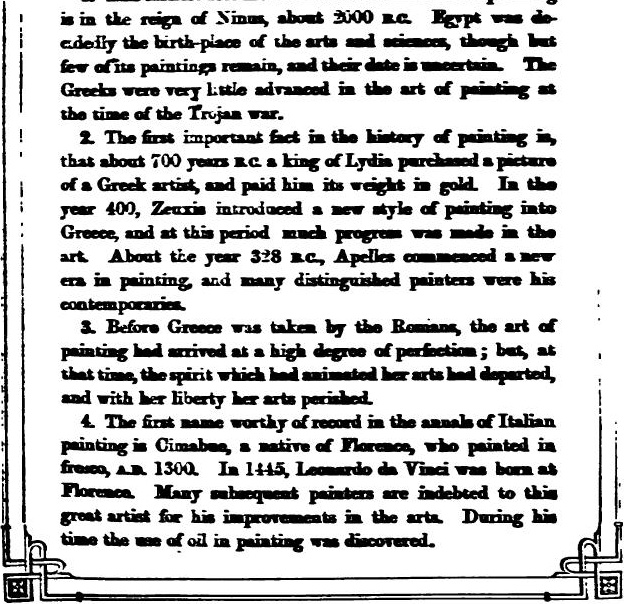 is in the reign of Ninus, about 2000 B.C. Egypt was de-
cidedly the birth-place of the arts and sciences, though but
few of its paintings remain, and their date is uncertain. The
Greeks were very little advanced in the art of painting at
the time of the Trojan war.
2. The first important fact in the history of painting is,
that about 700 years B.C. a king of Lydia purchased a picture
of a Greek artist, and paid him its weight in gold. In the
year 400, Zeuxis introduced a new style of painting into
Greece, and at this period much progress was made in the
art. About the year 328 B.C., Apelles commenced a new
era in painting, and many distinguished painters were his
contemporaries.
3. Before Greece was taken by the Romans, the art of
painting had arrived at a high degree of perfection; but, at
that time, the spirit which had animated her arts had departed,
and with her liberty her arts perished.
4. The first name worthy of record in the annals of Italian
painting is Cimabue, a native of Florence, who painted in
fresco, A.D. 1300. In 1445, Leonardo da Vinci was born at
Florence. Many subsequent painters are indebted to this
great artist for his improvements in the arts. During his
time the use of oil in painting was discovered.